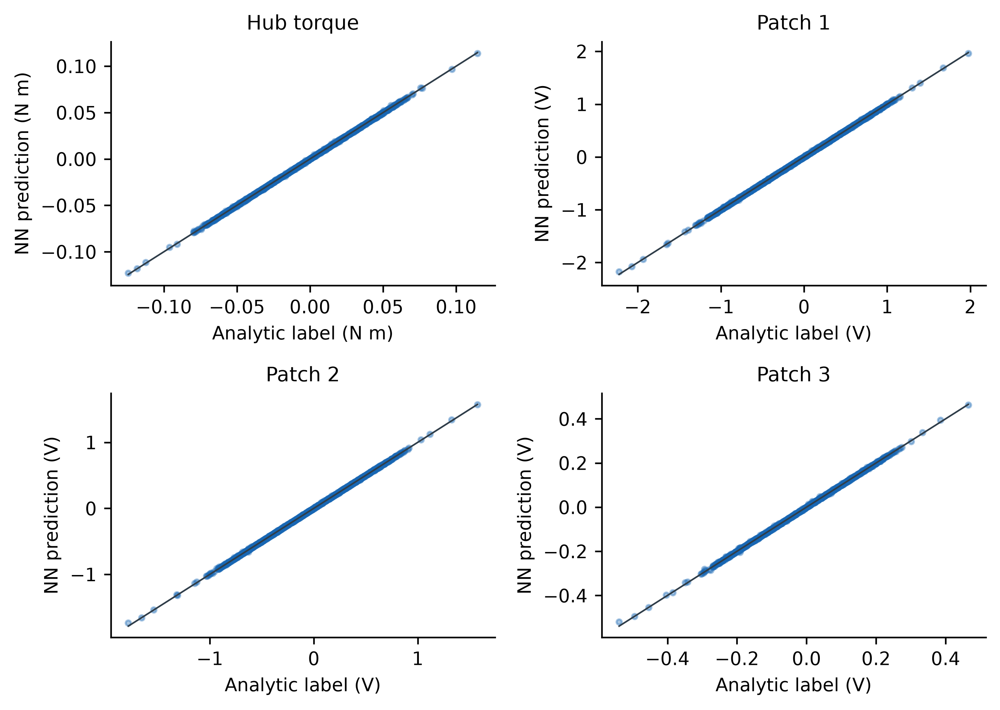 Hub torque
NN prediction (N m)
0.10
0.05
0.00
−0.05
−0.10
−0.10 −0.05 0.00 0.05 0.10
Analytic label (N m)
Patch 1
NN prediction (V)
2
1
0
−1
−2
−2 −1 0 1 2
Analytic label (V)
Patch 2
NN prediction (V)
1
0
−1
−1 0 1
Analytic label (V)
Patch 3
NN prediction (V)
0.4
0.2
0.0
−0.2
−0.4
−0.4 −0.2 0.0 0.2 0.4
Analytic label (V)